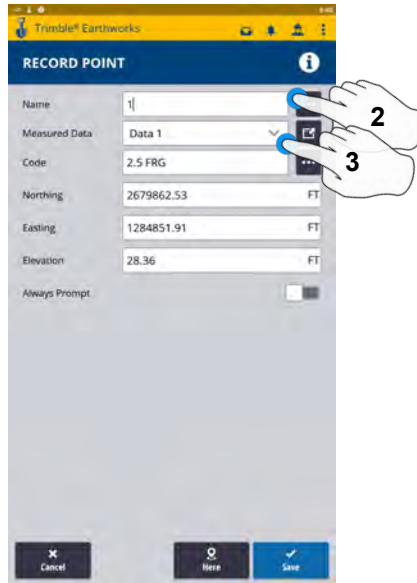 Trimble® Earthworks
RECORD POINT
i
Name 1
2
Measured Data Data 1
3
Code 2.5 FRG
Northing 2679862.53 FT
Easting 1284851.91 FT
Elevation 28.36 FT
Always Prompt
Cancel Here Save